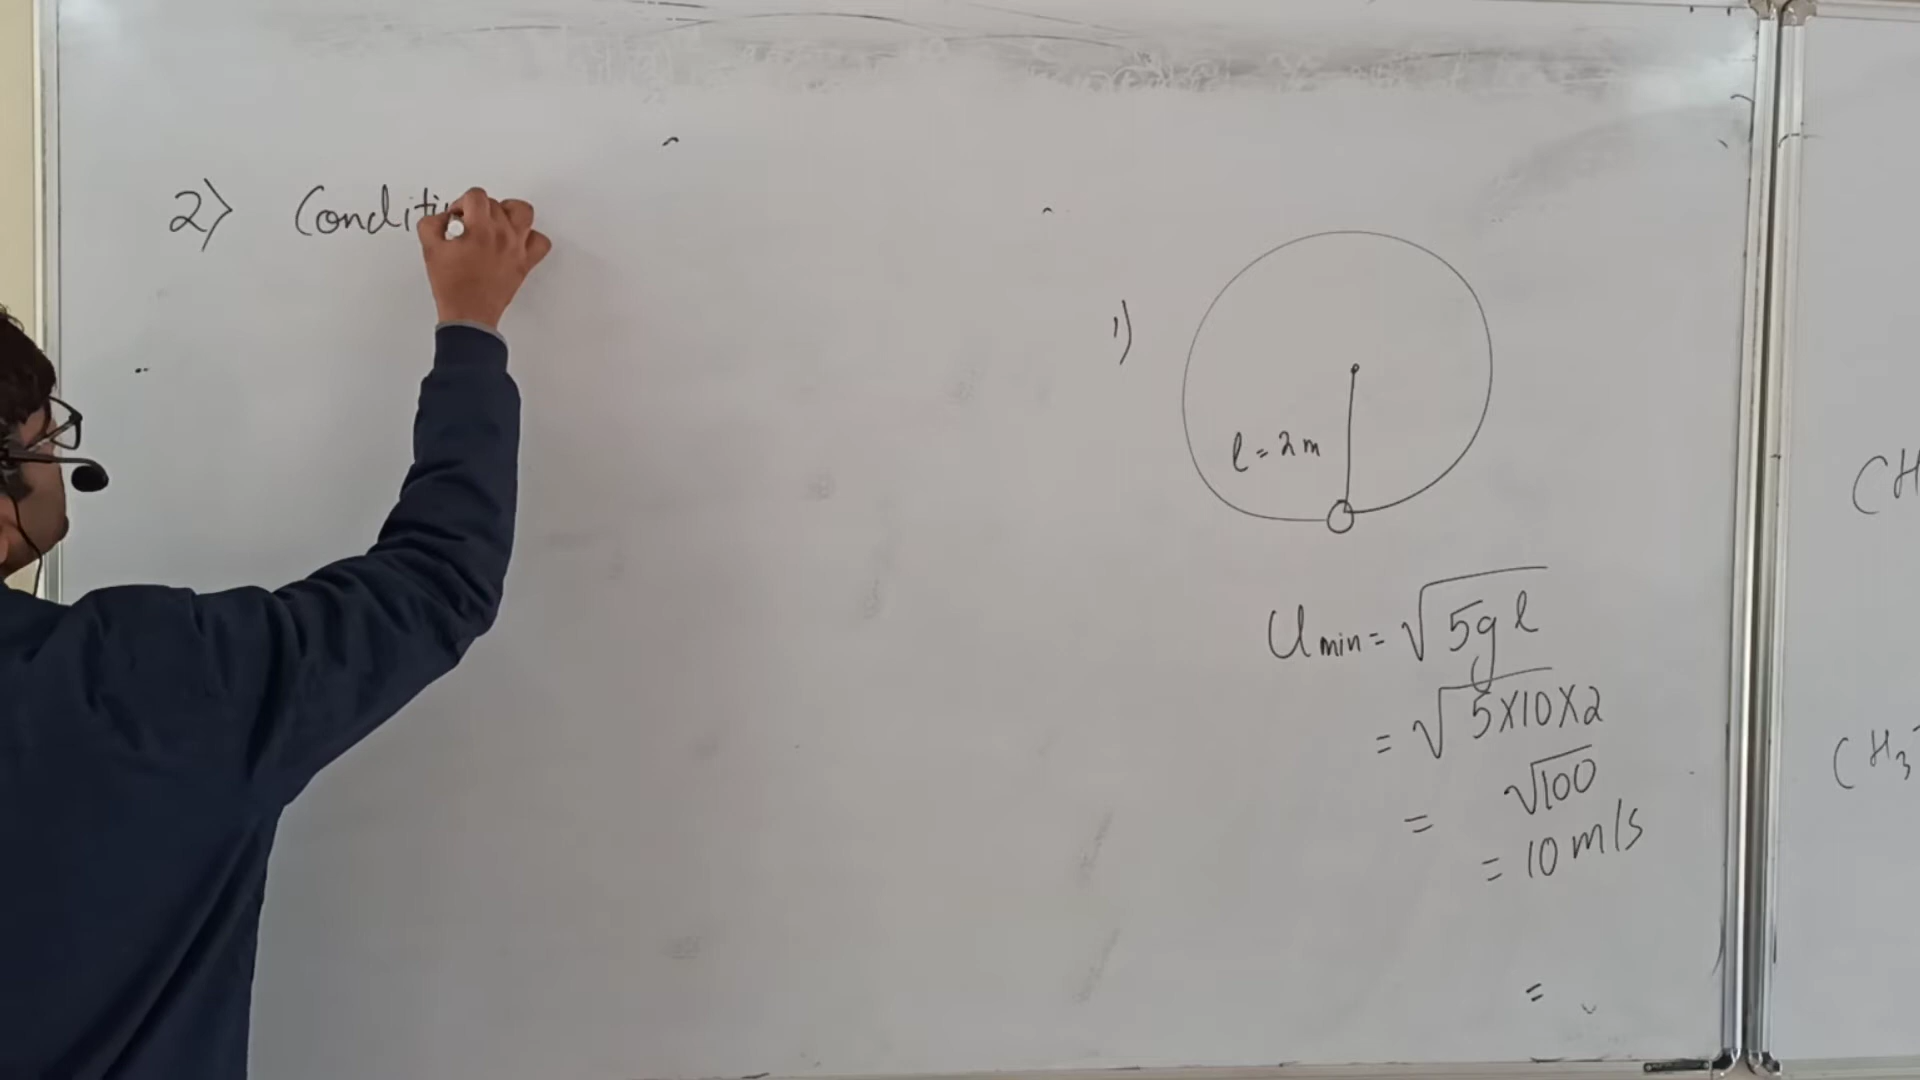 2) Conditi
1)
l = 2m
Umin = √5gl
= √5X10X2
= √100
= 10 m/s
=
CH
CH3